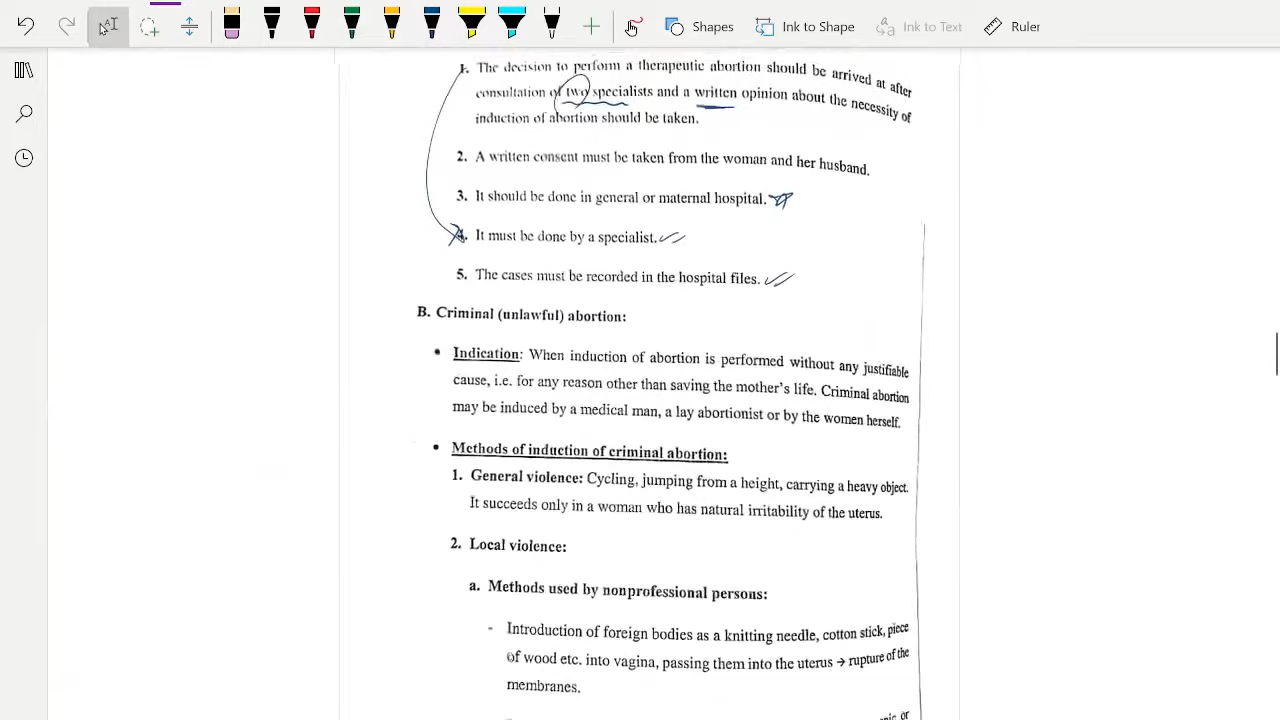 Shapes
Ink to Shape
Ink to Text
Ruler
1. The decision to perform a therapeutic abortion should be arrived at after
consultation of two specialists and a written opinion about the necessity of
induction of abortion should be taken.
2. A written consent must be taken from the woman and her husband.
3. It should be done in general or maternal hospital.
4. It must be done by a specialist.
5. The cases must be recorded in the hospital files.
B. Criminal (unlawful) abortion:
• Indication: When induction of abortion is performed without any justifiable
cause, i.e. for any reason other than saving the mother's life. Criminal abortion
may be induced by a medical man, a lay abortionist or by the women herself.
• Methods of induction of criminal abortion:
1. General violence: Cycling, jumping from a height, carrying a heavy object.
It succeeds only in a woman who has natural irritability of the uterus.
2. Local violence:
a. Methods used by nonprofessional persons:
- Introduction of foreign bodies as a knitting needle, cotton stick, piece
of wood etc. into vagina, passing them into the uterus → rupture of the
membranes.
or